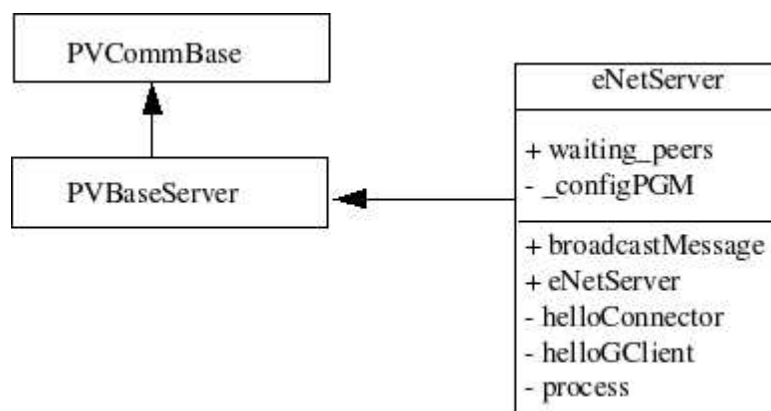 PVCommBase
PVBaseServer
eNetServer
+ waiting_peers
- _configPGM
+ broadcastMessage
+ eNetServer
- helloConnector
- helloGClient
- process